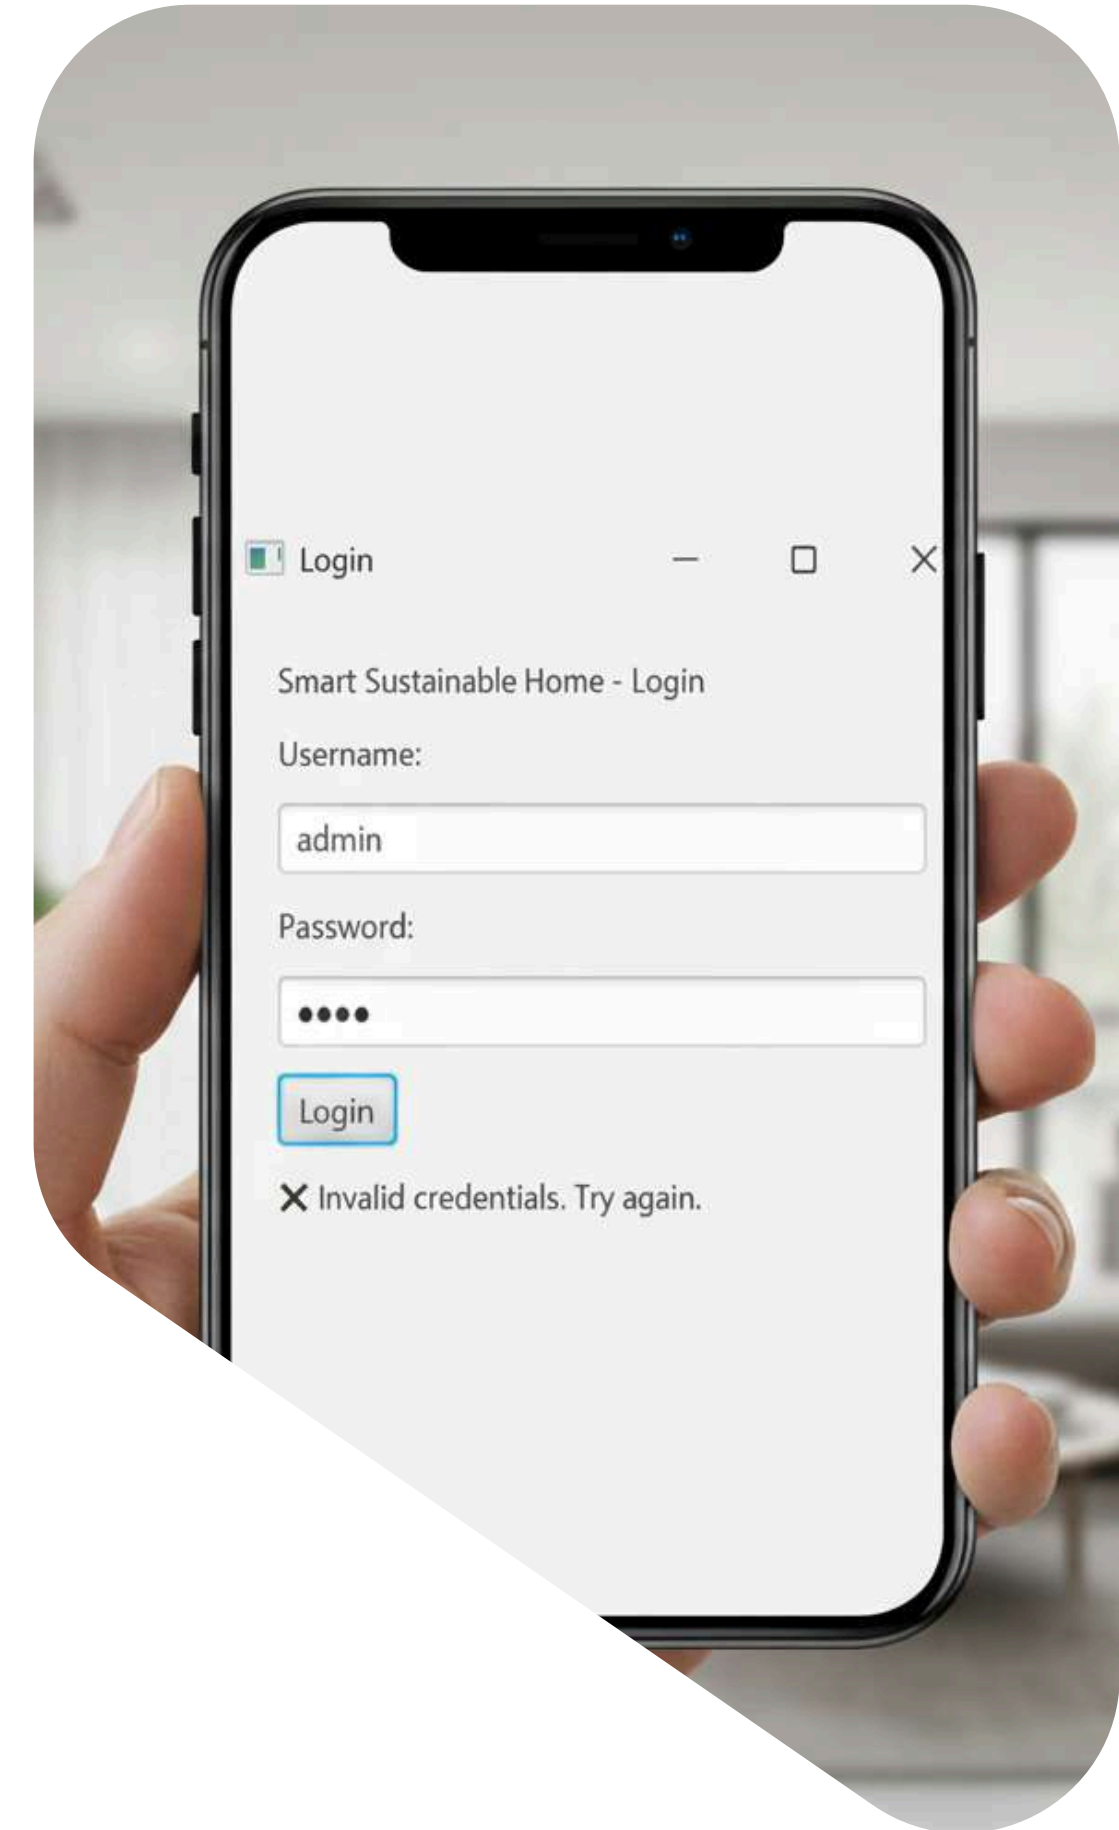 Login
Smart Sustainable Home - Login
Username:
admin
Password:
••••
Login
❌ Invalid credentials. Try again.